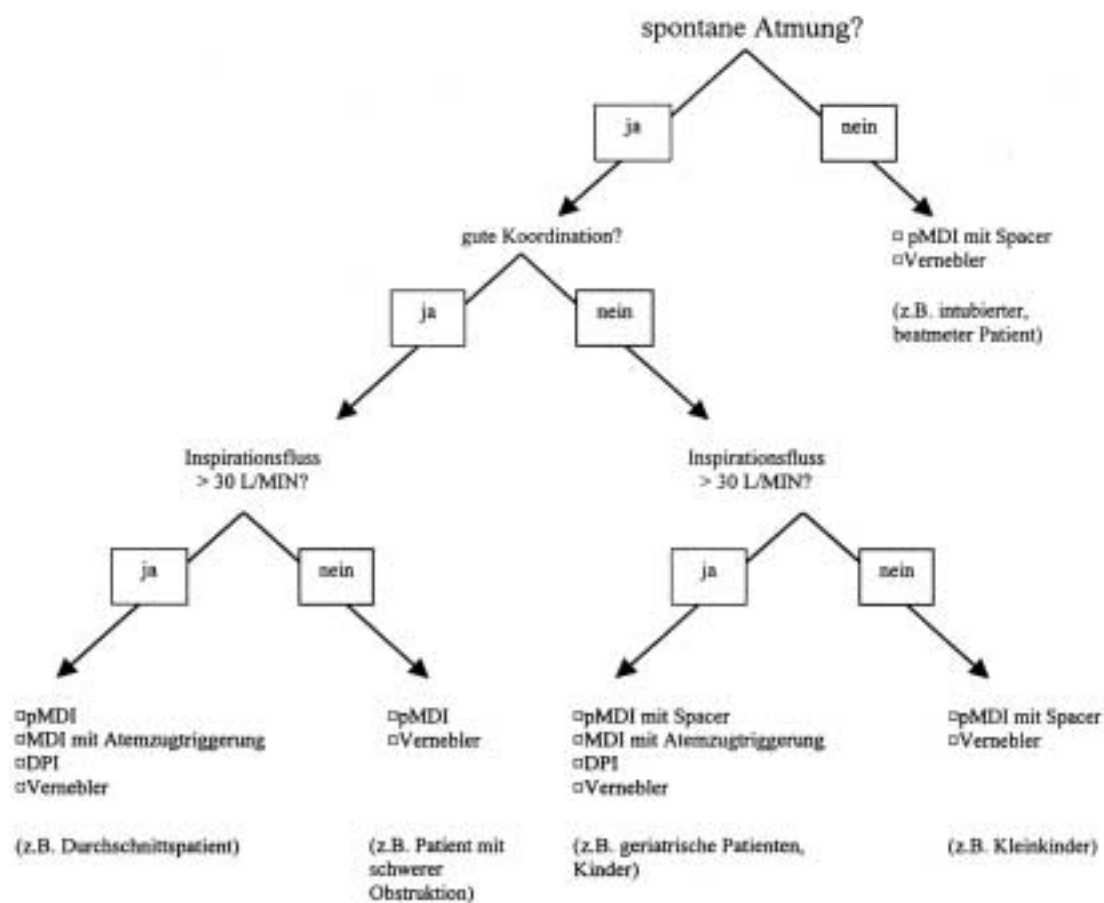 spontane Atmung?
ja
nein
gute Koordination?
▫ pMDI mit Spacer
▫Vernebler
(z.B. intubierter,
beatmeter Patient)
ja
nein
Inspirationsfluss
> 30 L/MIN?
Inspirationsfluss
> 30 L/MIN?
ja
nein
ja
nein
▫pMDI
▫MDI mit Atemzugtriggerung
▫DPI
▫Vernebler
(z.B. Durchschnittspatient)
▫pMDI
▫Vernebler
(z.B. Patient mit
schwerer
Obstruktion)
▫pMDI mit Spacer
▫MDI mit Atemzugtriggerung
▫DPI
▫Vernebler
(z.B. geriatrische Patienten,
Kinder)
▫pMDI mit Spacer
▫Vernebler
(z.B. Kleinkinder)